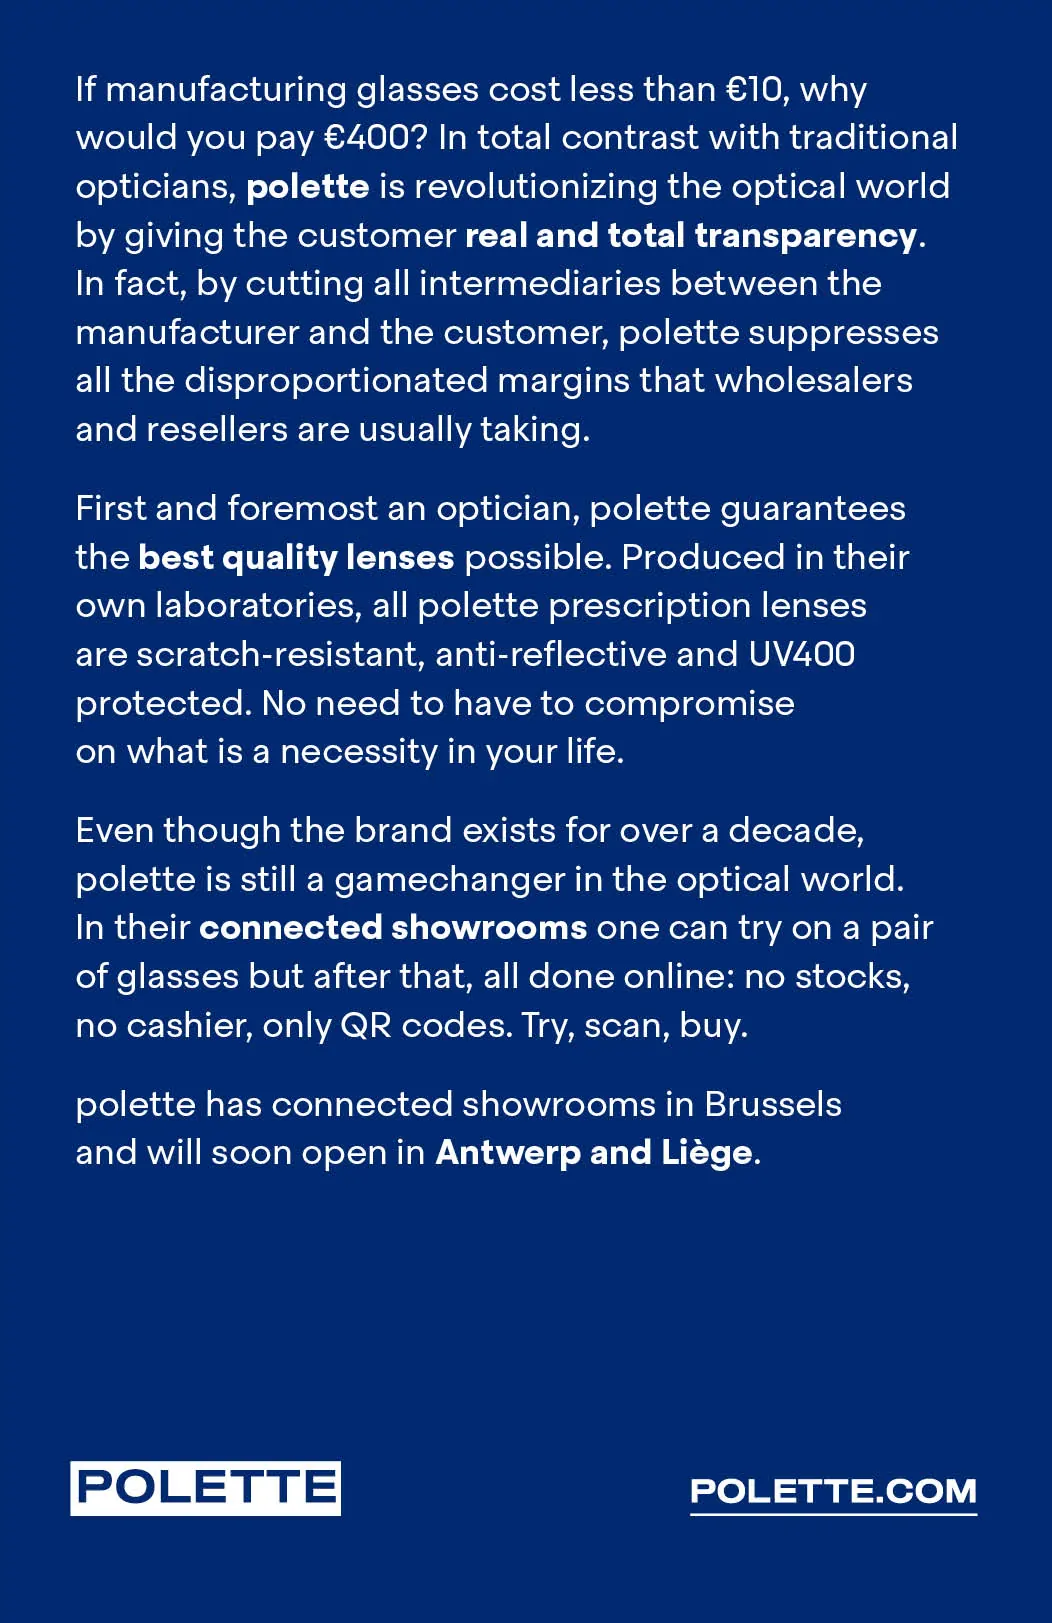 If manufacturing glasses cost less than €10, why
would you pay €400? In total contrast with traditional
opticians, polette is revolutionizing the optical world
by giving the customer real and total transparency.
In fact, by cutting all intermediaries between the
manufacturer and the customer, polette suppresses
all the disproportionated margins that wholesalers
and resellers are usually taking.
First and foremost an optician, polette guarantees
the best quality lenses possible. Produced in their
own laboratories, all polette prescription lenses
are scratch-resistant, anti-reflective and UV400
protected. No need to have to compromise
on what is a necessity in your life.
Even though the brand exists for over a decade,
polette is still a gamechanger in the optical world.
In their connected showrooms one can try on a pair
of glasses but after that, all done online: no stocks,
no cashier, only QR codes. Try, scan, buy.
polette has connected showrooms in Brussels
and will soon open in Antwerp and Liège.
POLETTE
POLETTE.COM